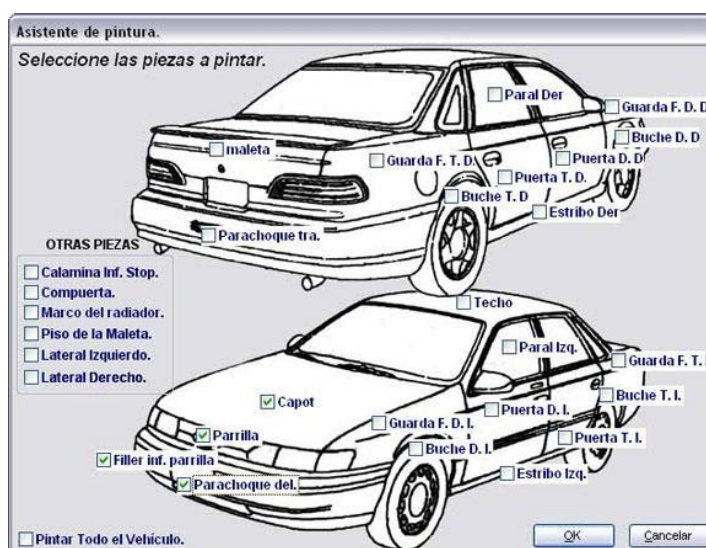 Asistente de pintura.
Seleccione las piezas a pintar.
Paral Der
Guarda F. D. D
maleta
Buche D. D
Guarda F. T. D.
Puerta D. D
Puerta T. D.
Buche T. D
Estribo Der
Parachoque tra.
OTRAS PIEZAS
Calamina Inf. Stop.
Compuerta.
Marco del radiador.
Piso de la Maleta.
Lateral Izquierdo.
Lateral Derecho.
Techo
Paral Izq.
Guarda F. T. I.
Capot
Buche T. I.
Puerta D. I.
Guarda F. D. I.
Parrilla
Puerta T. I.
Buche D. I.
Filler inf. parrilla
Estribo Izq.
Parachoque del.
Pintar Todo el Vehículo.
OK
Cancelar